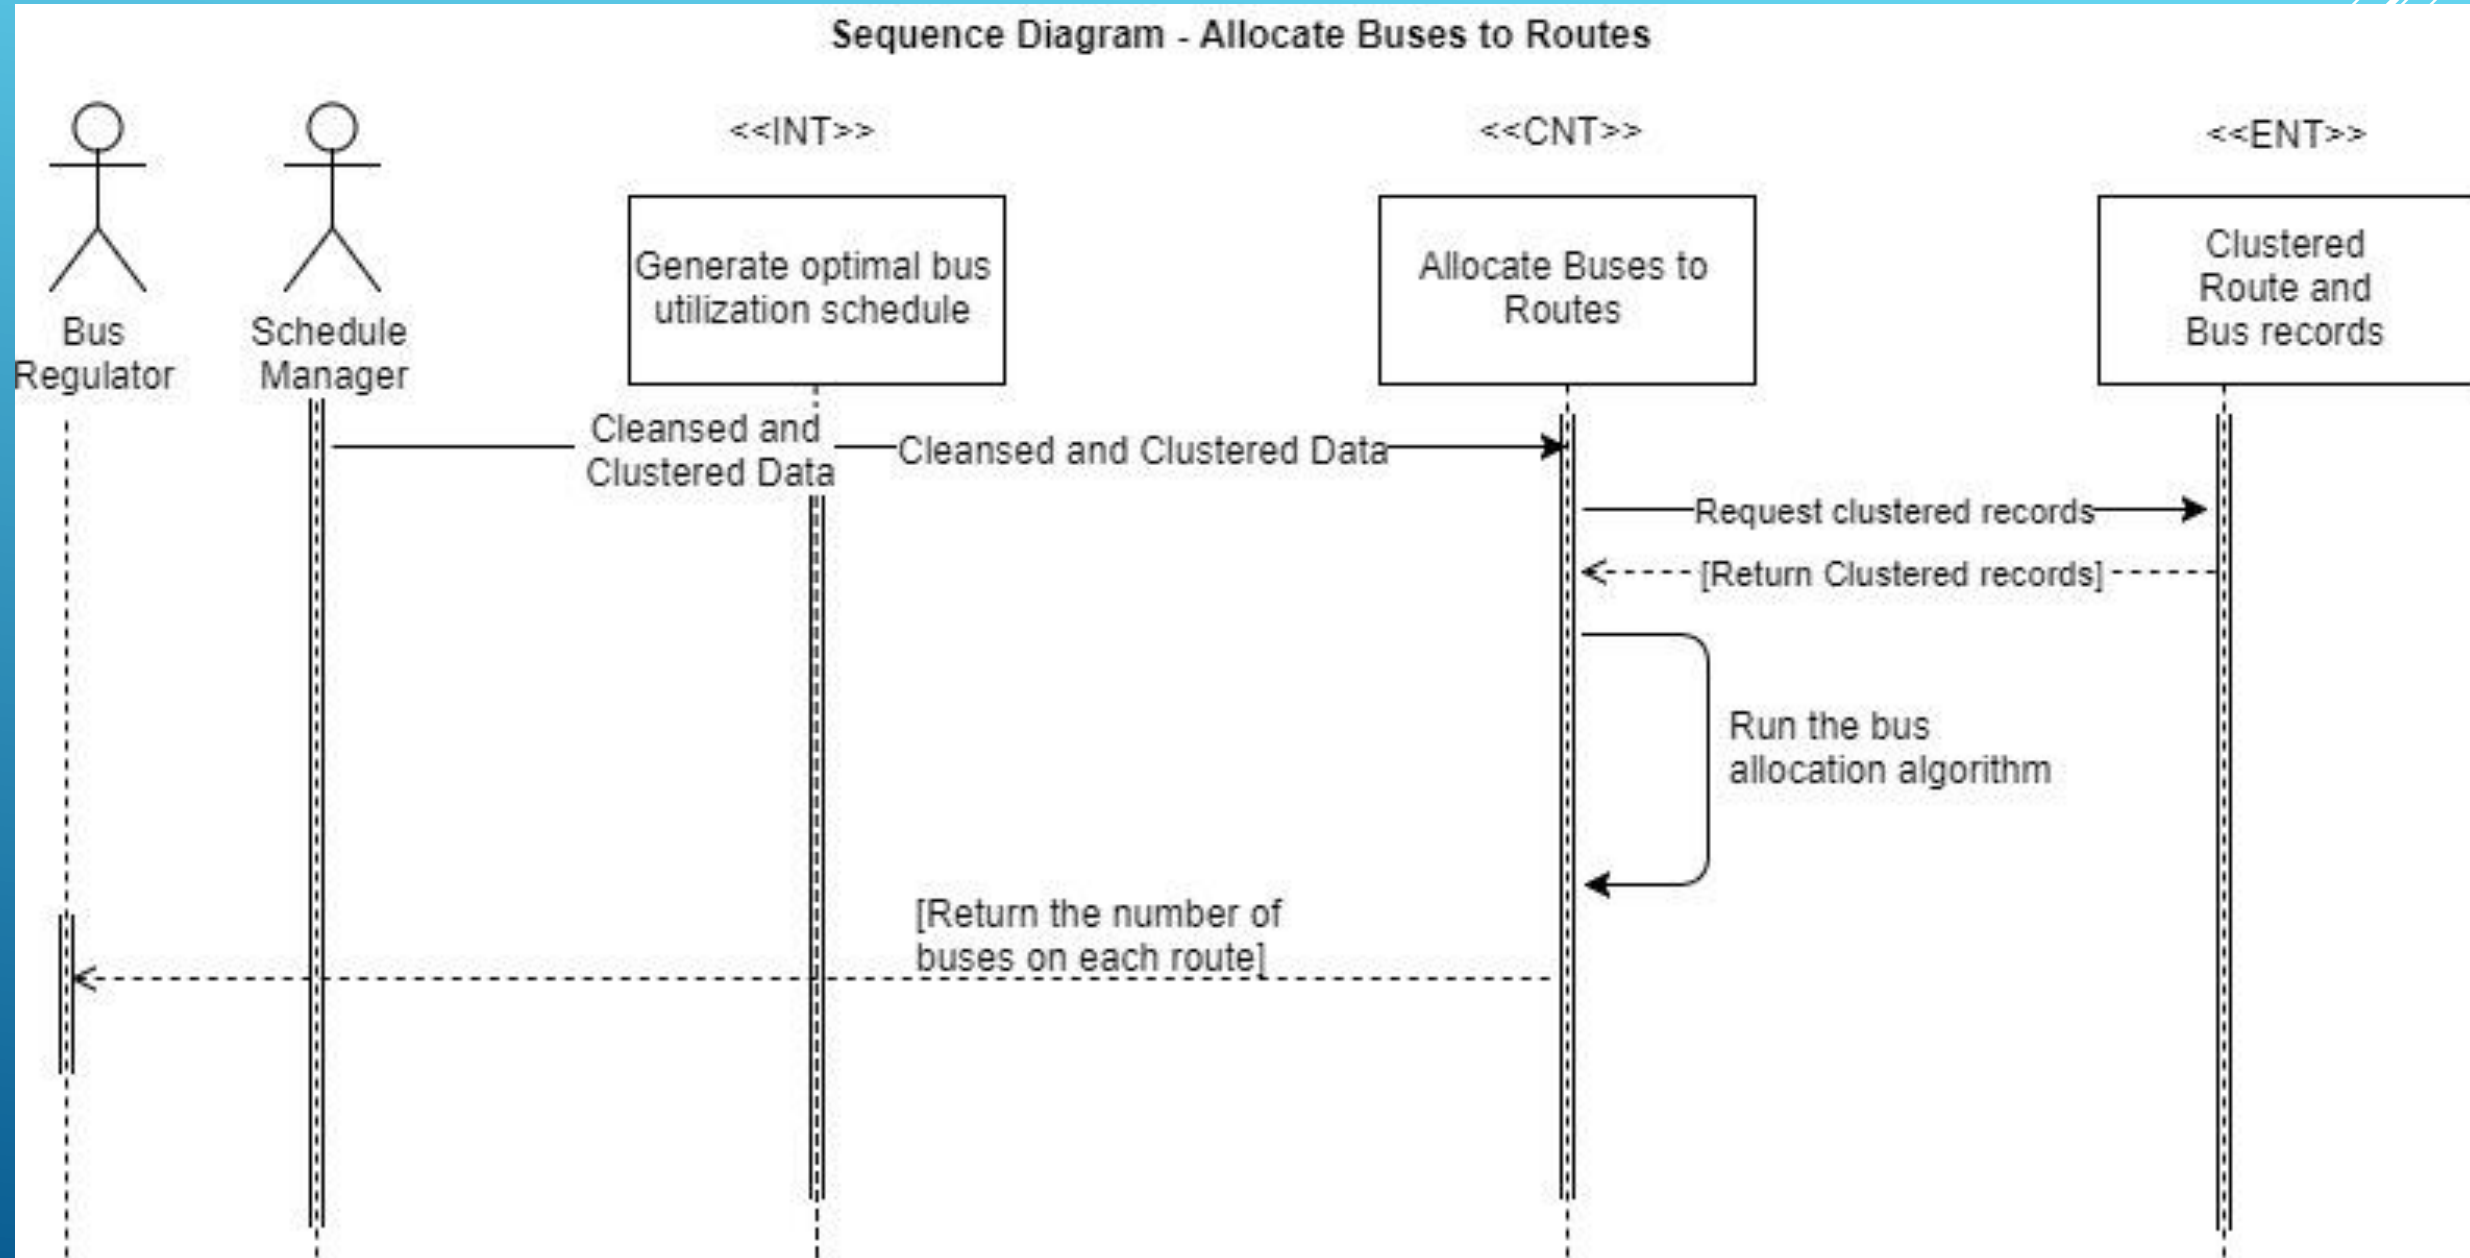 Sequence Diagram - Allocate Buses to Routes
<<INT>>
<<CNT>>
<<ENT>>
Bus
Regulator
Schedule
Manager
Generate optimal bus
utilization schedule
Allocate Buses to
Routes
Clustered
Route and
Bus records
Cleansed and
Clustered Data
Cleansed and Clustered Data
Request clustered records
[Return Clustered records]
Run the bus
allocation algorithm
[Return the number of
buses on each route]